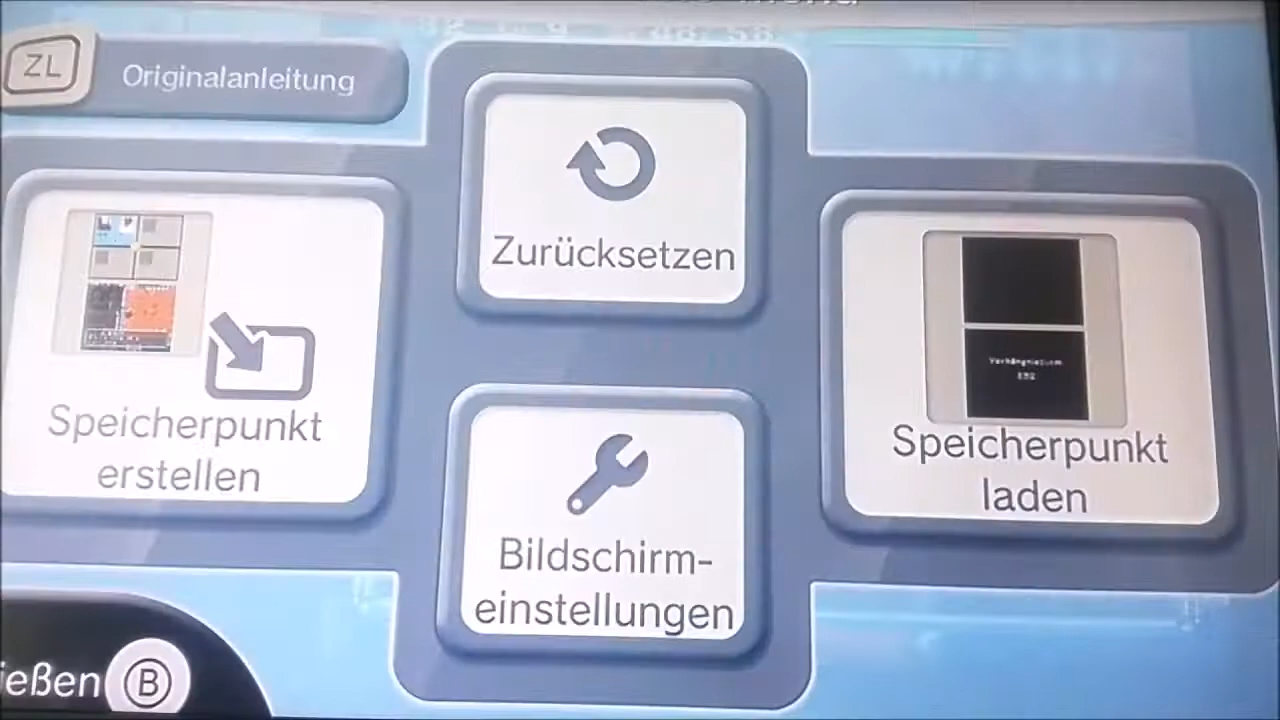 ZL Originalanleitung
Zurücksetzen
Speicherpunkt
erstellen
Speicherpunkt
laden
Bildschirm-
einstellungen
ießen B